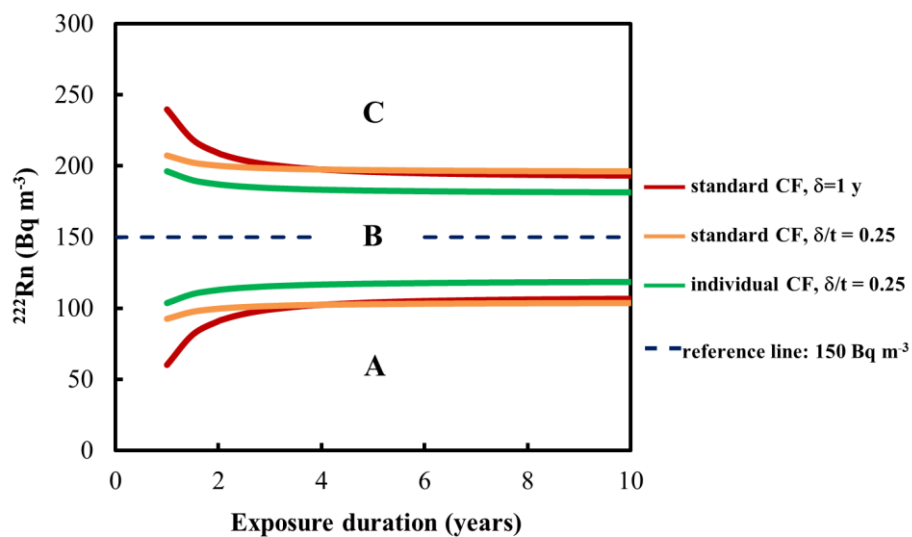 300
250
200
150
100
50
0
²²²Rn (Bq m⁻³)
C
B
A
0 2 4 6 8 10
Exposure duration (years)
standard CF, δ=1 y
standard CF, δ/t = 0.25
individual CF, δ/t = 0.25
reference line: 150 Bq m⁻³